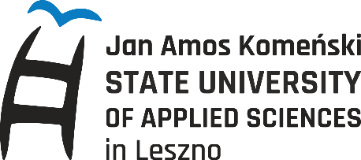 Jan Amos Komeński
STATE UNIVERSITY
OF APPLIED SCIENCES
in Leszno